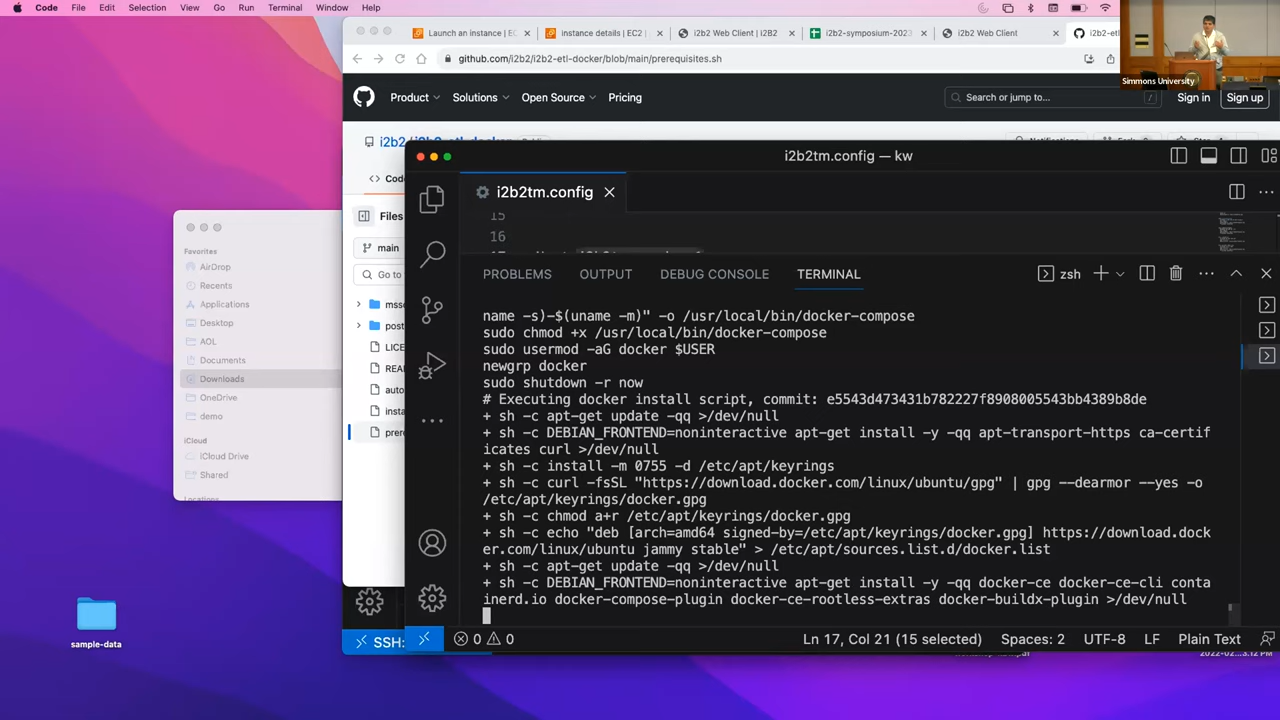 Code File Edit Selection View Go Run Terminal Window Help
Launch an instance | EC
instance details | EC2 |
i2b2 Web Client | i2B2
i2b2-symposium-2023
i2b2 Web Client
i2b2-etl
github.com/i2b2/i2b2-etl-docker/blob/main/prerequisites.sh
Simmons University
Product Solutions Open Source Pricing
Search or jump to...
/
Sign in
Sign up
i2b2 /
i2b2tm.config — kw
Code
i2b2tm.config
Favorites
AirDrop
Recents
Applications
Desktop
AOL
Documents
Downloads
OneDrive
demo
iCloud
iCloud Drive
Shared
Locations
Files
main
Go to
mssq
post
LICE
REA
auto
insta
prer
15
16
PROBLEMS OUTPUT DEBUG CONSOLE TERMINAL
zsh
name -s)-$(uname -m)" -o /usr/local/bin/docker-compose
sudo chmod +x /usr/local/bin/docker-compose
sudo usermod -aG docker $USER
newgrp docker
sudo shutdown -r now
# Executing docker install script, commit: e5543d473431b782227f8908005543bb4389b8de
+ sh -c apt-get update -qq >/dev/null
+ sh -c DEBIAN_FRONTEND=noninteractive apt-get install -y -qq apt-transport-https ca-certif
icates curl >/dev/null
+ sh -c install -m 0755 -d /etc/apt/keyrings
+ sh -c curl -fsSL "https://download.docker.com/linux/ubuntu/gpg" | gpg --dearmor --yes -o
/etc/apt/keyrings/docker.gpg
+ sh -c chmod a+r /etc/apt/keyrings/docker.gpg
+ sh -c echo "deb [arch=amd64 signed-by=/etc/apt/keyrings/docker.gpg] https://download.dock
er.com/linux/ubuntu jammy stable" > /etc/apt/sources.list.d/docker.list
+ sh -c apt-get update -qq >/dev/null
+ sh -c DEBIAN_FRONTEND=noninteractive apt-get install -y -qq docker-ce docker-ce-cli conta
inerd.io docker-compose-plugin docker-ce-rootless-extras docker-buildx-plugin >/dev/null
SSH:
0 0
Ln 17, Col 21 (15 selected) Spaces: 2 UTF-8 LF Plain Text
sample-data